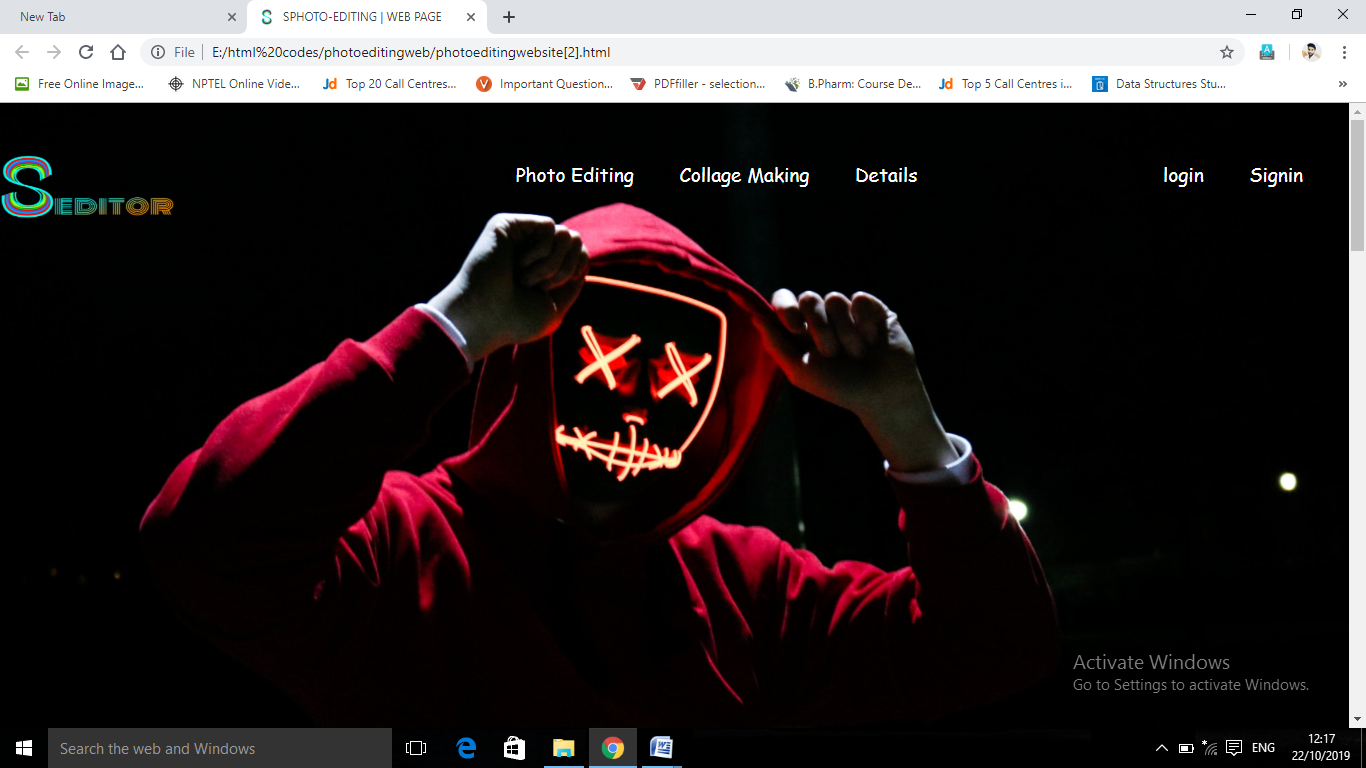 New Tab
SPHOTO-EDITING | WEB PAGE
File
E:/html%20codes/photoeditingweb/photoeditingwebsite[2].html
Free Online Image...
NPTEL Online Vide...
Jd Top 20 Call Centres...
V Important Question...
PDFfiller - selection...
B.Pharm: Course De...
Jd Top 5 Call Centres i...
Data Structures Stu...
SEDITOR
Photo Editing
Collage Making
Details
login
Signin
Activate Windows
Go to Settings to activate Windows.
Search the web and Windows
ENG
12:17
22/10/2019